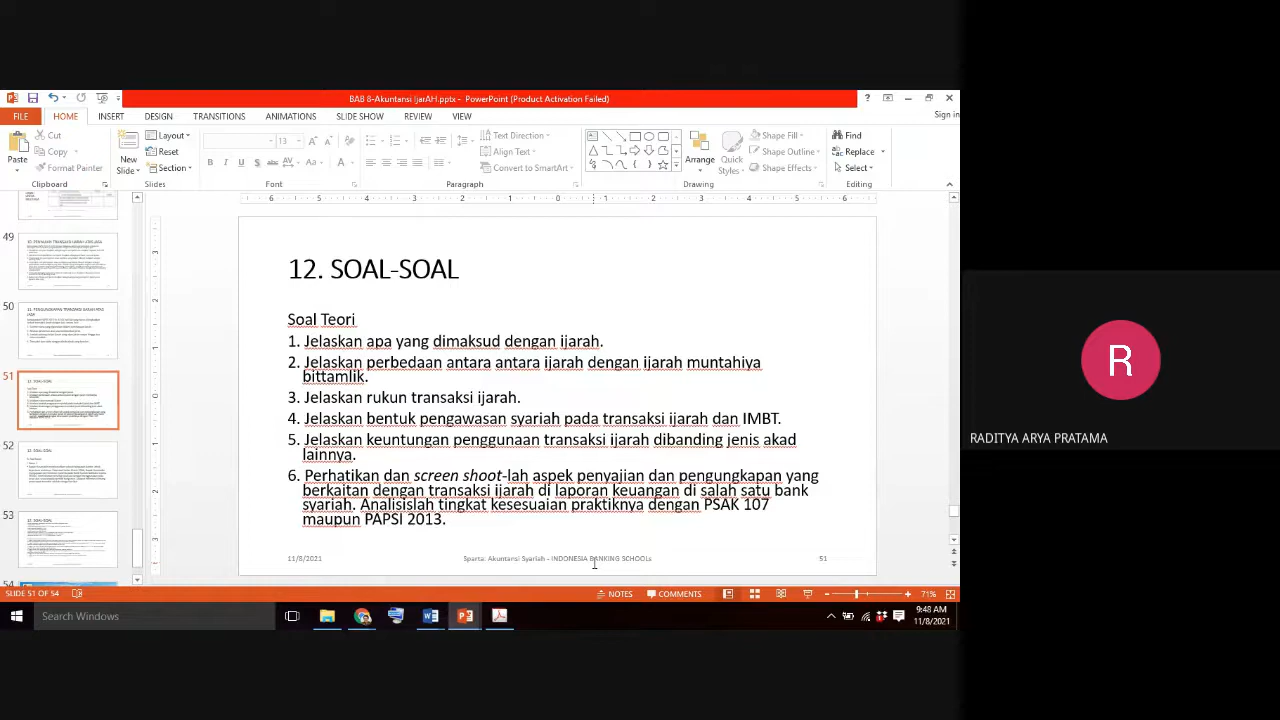 BAB 8-Akuntansi IjarAH.pptx - PowerPoint (Product Activation Failed)
Sign in
FILE HOME INSERT DESIGN TRANSITIONS ANIMATIONS SLIDE SHOW REVIEW VIEW
Paste
Cut
Copy
Format Painter
Clipboard
New Slide
Layout
Reset
Section
Slides
13
Font
Text Direction
Align Text
Convert to SmartArt
Paragraph
Arrange
Quick Styles
Shape Fill
Shape Outline
Shape Effects
Drawing
Find
Replace
Select
Editing
49
50
51
52
53
54
12. SOAL-SOAL
Soal Teori
1. Jelaskan apa yang dimaksud dengan ijarah.
2. Jelaskan perbedaan antara antara ijarah dengan ijarah muntahiya
bittamlik.
3. Jelaskan rukun transaksi ijarah.
4. Jelaskan bentuk pengawasan syariah pada transaksi ijarah dan IMBT.
5. Jelaskan keuntungan penggunaan transaksi ijarah dibanding jenis akad
lainnya.
6. Perhatikan dan screen shoot-lah aspek penyajian dan pengungkapan yang
berkaitan dengan transaksi ijarah di laporan keuangan di salah satu bank
syariah. Analisislah tingkat kesesuaian praktiknya dengan PSAK 107
maupun PAPSI 2013.
11/8/2021 Sparta: Akuntansi Syariah - INDONESIA BANKING SCHOOLs 51
SLIDE 51 OF 54
NOTES COMMENTS 71%
Search Windows
9:48 AM
11/8/2021
R
RADITYA ARYA PRATAMA